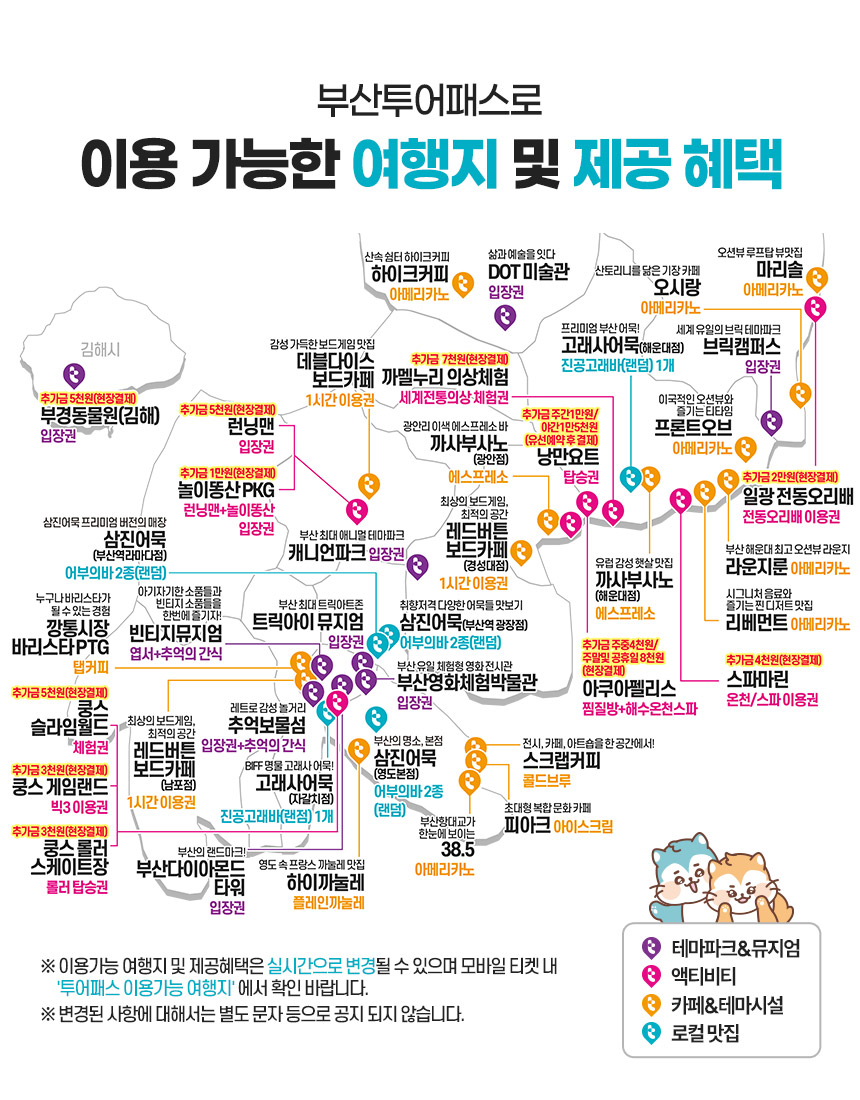 부산투어패스로
이용 가능한 여행지 및 제공 혜택
산속 쉼터 하이크커피
하이크커피
아메리카노
삶과 예술을 잇다
DOT 미술관
입장권
산토리니를 닮은 기장 카페
오시랑
아메리카노
오션뷰 루프탑 뷰맛집
마리솔
아메리카노
김해시
추가금 5천원(현장결제)
부경동물원(김해)
입장권
감성 가득한 보드게임 맛집
데블다이스
보드카페
1시간 이용권
추가금 7천원(현장결제)
까멜누리 의상체험
세계전통의상 체험권
프리미엄 부산 어묵!
고래사어묵(해운대점)
진공고래바(랜덤) 1개
세계 유일의 브릭 테마파크
브릭캠퍼스
입장권
추가금 5천원(현장결제)
런닝맨
입장권
추가금 1만원(현장결제)
놀이똥산 PKG
런닝맨+놀이똥산
입장권
광안리 이색 에스프레소 바
까사부사노
(광안점)
에스프레소
추가금 주간1만원/
야간1만5천원
(유선예약 후 결제)
낭만요트
탑승권
이국적인 오션뷰와
즐기는 티타임
프론트오브
아메리카노
추가금 2만원(현장결제)
일광 전동오리배
전동오리배 이용권
삼진어묵 프리미엄 버전의 매장
삼진어묵
(부산역라마다점)
어부의바 2종(랜덤)
부산 최대 애니멀 테마파크
캐니언파크 입장권
최상의 보드게임,
최적의 공간
레드버튼
보드카페
(경성대점)
1시간 이용권
유럽 감성 햇살 맛집
까사부사노
(해운대점)
에스프레소
부산 해운대 최고 오션뷰 라운지
라운지룬 아메리카노
시그니처 음료와
즐기는 찐 디저트 맛집
리베먼트 아메리카노
누구나 바리스타가
될 수 있는 경험
깡통시장
바리스타 PTG
탭커피
아기자기한 소품들과
빈티지 소품들을
한번에 즐기자!
빈티지뮤지엄
엽서+추억의 간식
부산 최대 트릭아트존
트릭아이 뮤지엄
입장권
취향저격 다양한 어묵들 맛보기
삼진어묵(부산역 광장점)
어부의바 2종(랜덤)
부산 유일 체험형 영화 전시관
부산영화체험박물관
입장권
추가금 주중4천원/
주말및 공휴일 8천원
(현장결제)
아쿠아펠리스
찜질방+해수온천스파
추가금 4천원(현장결제)
스파마린
온천/스파 이용권
추가금 5천원(현장결제)
쿵스
슬라임월드
체험권
추가금 3천원(현장결제)
쿵스 게임랜드
빅3 이용권
추가금 3천원(현장결제)
쿵스 롤러
스케이트장
롤러 탑승권
최상의 보드게임,
최적의 공간
레드버튼
보드카페
(남포점)
1시간 이용권
레트로 감성 놀거리
추억보물섬
입장권+추억의 간식
BIFF 명물 고래사 어묵!
고래사어묵
(자갈치점)
진공고래바(랜점) 1개
부산의 명소, 본점
삼진어묵
(영도본점)
어부의바 2종
(랜덤)
전시, 카페, 아트숍을 한 공간에서!
스크랩커피
콜드브루
초대형 복합 문화 카페
피아크 아이스크림
부산항대교가
한눈에 보이는
38.5
아메리카노
부산의 랜드마크!
부산다이아몬드
타워
입장권
영도 속 프랑스 까눌레 맛집
하이까눌레
플레인까눌레
※ 이용가능 여행지 및 제공혜택은 실시간으로 변경될 수 있으며 모바일 티켓 내
'투어패스 이용가능 여행지' 에서 확인 바랍니다.
※ 변경된 사항에 대해서는 별도 문자 등으로 공지 되지 않습니다.
테마파크&뮤지엄
액티비티
카페&테마시설
로컬 맛집